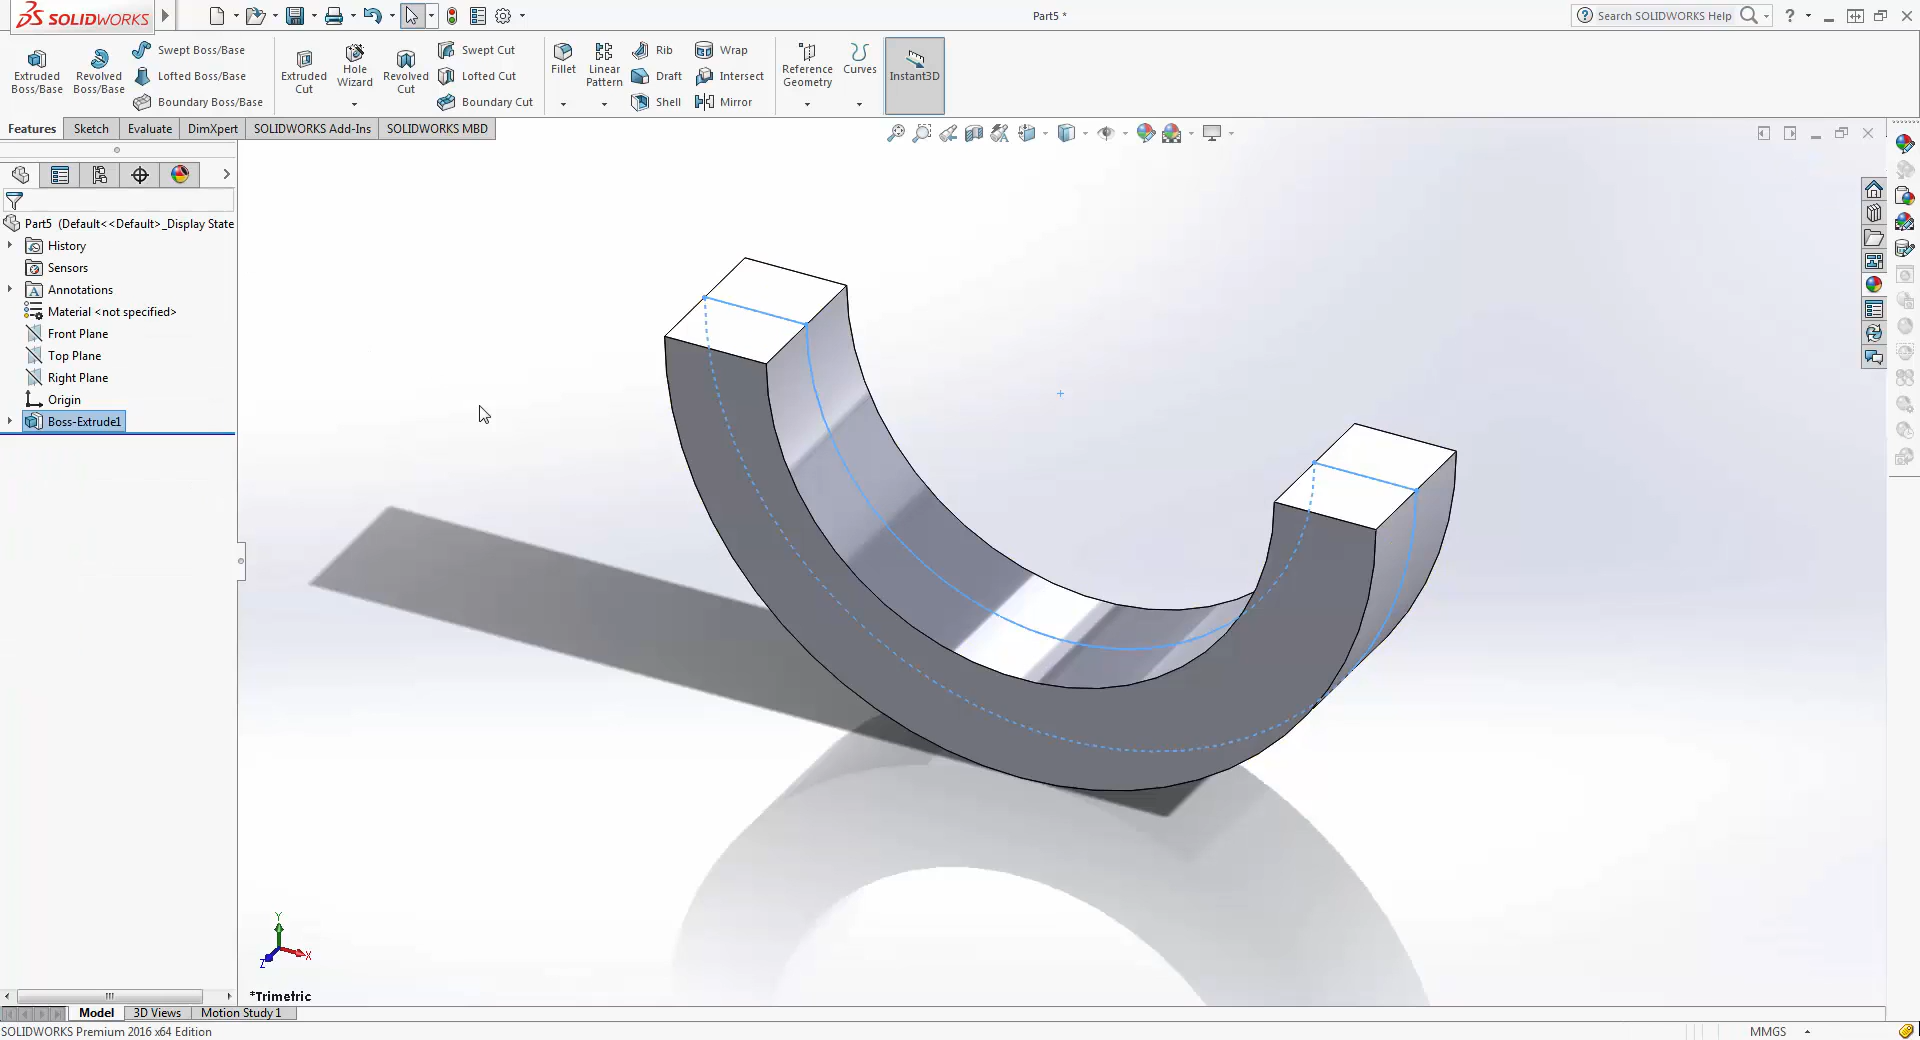 SOLIDWORKS
Part5 *
Search SOLIDWORKS Help
Extruded Boss/Base
Revolved Boss/Base
Swept Boss/Base
Lofted Boss/Base
Boundary Boss/Base
Extruded Cut
Hole Wizard
Revolved Cut
Swept Cut
Lofted Cut
Boundary Cut
Fillet
Linear Pattern
Rib
Draft
Shell
Wrap
Intersect
Mirror
Reference Geometry
Curves
Instant3D
Features
Sketch
Evaluate
DimXpert
SOLIDWORKS Add-Ins
SOLIDWORKS MBD
Part5 (Default<<Default>_Display State
History
Sensors
Annotations
Material <not specified>
Front Plane
Top Plane
Right Plane
Origin
Boss-Extrude1
Y
X
Z
*Trimetric
Model
3D Views
Motion Study 1
SOLIDWORKS Premium 2016 x64 Edition
MMGS